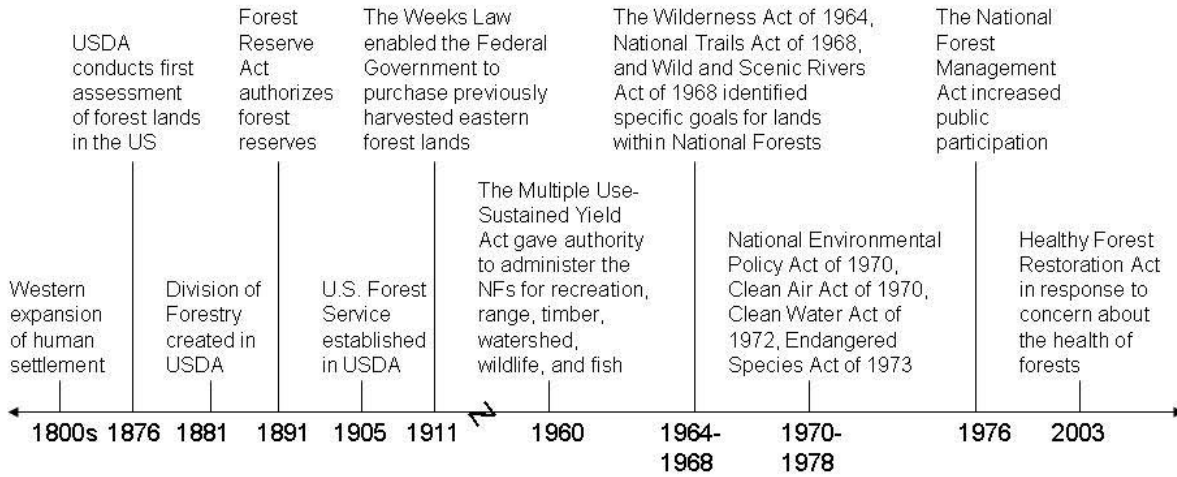 USDA
conducts first
assessment
of forest lands
in the US
Forest
Reserve
Act
authorizes
forest
reserves
The Weeks Law
enabled the Federal
Government to
purchase previously
harvested eastern
forest lands
The Wilderness Act of 1964,
National Trails Act of 1968,
and Wild and Scenic Rivers
Act of 1968 identified
specific goals for lands
within National Forests
The National
Forest
Management
Act increased
public
participation
Western
expansion
of human
settlement
Division of
Forestry
created in
USDA
U.S. Forest
Service
established
in USDA
The Multiple Use-
Sustained Yield
Act gave authority
to administer the
NFs for recreation,
range, timber,
watershed,
wildlife, and fish
National Environmental
Policy Act of 1970,
Clean Air Act of 1970,
Clean Water Act of
1972, Endangered
Species Act of 1973
Healthy Forest
Restoration Act
in response to
concern about
the health of
forests
1800s
1876
1881
1891
1905
1911
1960
1964-
1968
1970-
1978
1976
2003